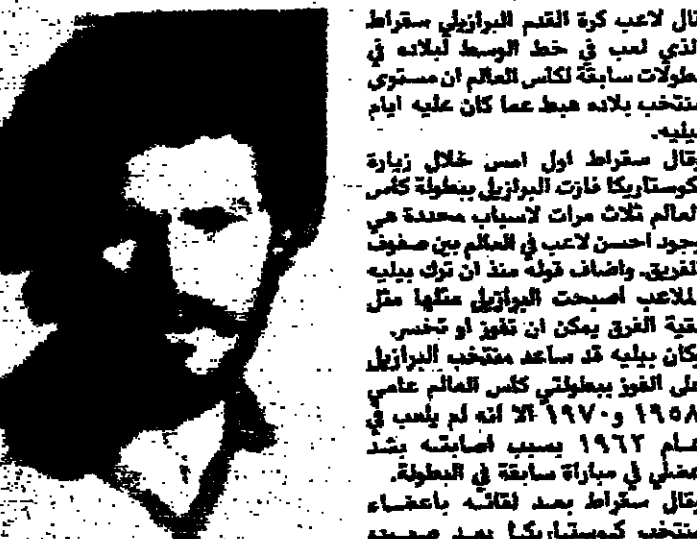 قال لاعب كرة القدم البرازيلي سقراط
الذي لعب في خط الوسط لبلاده في
بطولات سابقة لكأس العالم ان مستوى
منتخب بلاده هبط عما كان عليه ايام
بيليه.
وقال سقراط اول امس خلال زيارة
كوستاريكا فازت البرازيل ببطولة كأس
العالم ثلاث مرات لاسباب محددة هي
وجود احسن لاعب في العالم بين صفوف
الفريق. واضاف قوله منذ ان ترك بيليه
الملاعب اصبحت البرازيل مثلها مثل
بقية الفرق يمكن ان تفوز او تخسر.
وكان بيليه قد ساعد منتخب البرازيل
على الفوز ببطولتي كأس العالم عامي
١٩٥٨ و١٩٧٠ الا انه لم يلعب في
عام ١٩٦٢ بسبب اصابته بشد
عضلي في مباراة سابقة في البطولة.
وقال سقراط بعد لقائه باعضاء
منتخب كوستاريكا بعد